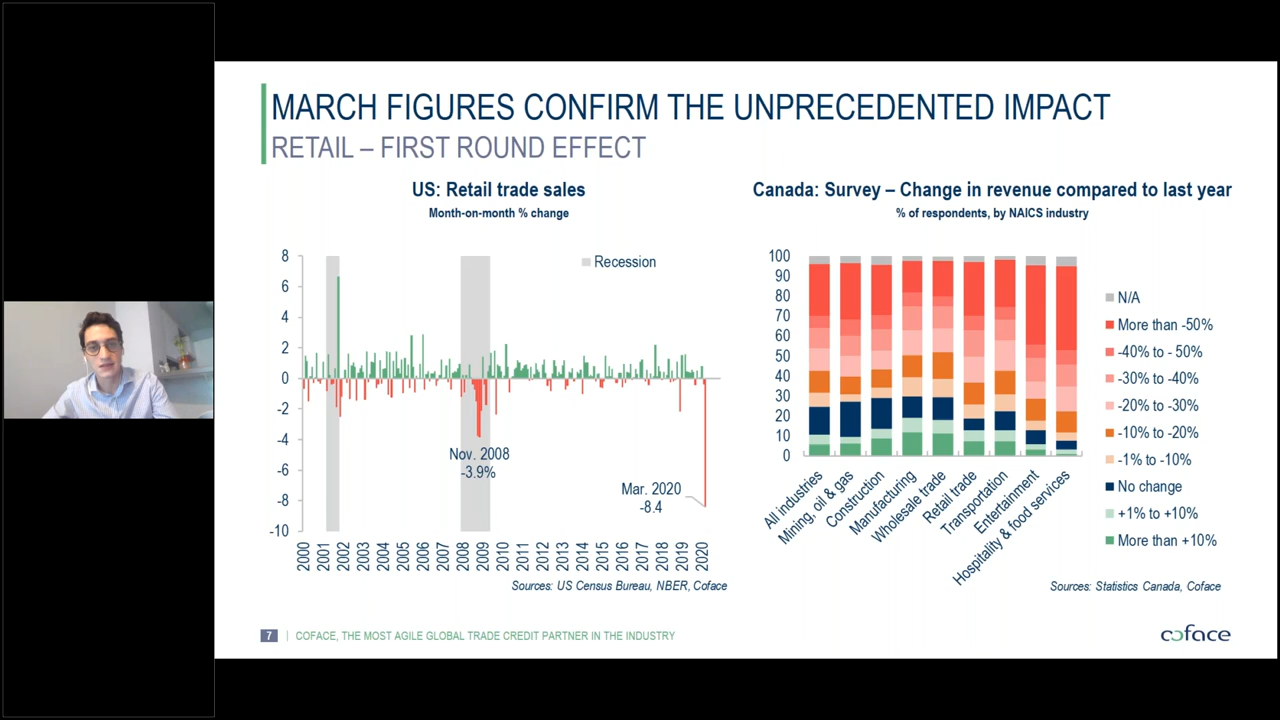 MARCH FIGURES CONFIRM THE UNPRECEDENTED IMPACT
RETAIL – FIRST ROUND EFFECT
US: Retail trade sales
Month-on-month % change
8
6
4
2
0
-2
-4
-6
-8
-10
Recession
Nov. 2008
-3.9%
Mar. 2020
-8.4
2000
2001
2002
2003
2004
2005
2006
2007
2008
2009
2010
2011
2012
2013
2014
2015
2016
2017
2018
2019
2020
Sources: US Census Bureau, NBER, Coface
Canada: Survey – Change in revenue compared to last year
% of respondents, by NAICS industry
100
90
80
70
60
50
40
30
20
10
0
All industries
Mining, oil & gas
Construction
Manufacturing
Wholesale trade
Retail trade
Transportation
Entertainment
Hospitality & food services
N/A
More than -50%
-40% to - 50%
-30% to -40%
-20% to -30%
-10% to -20%
-1% to -10%
No change
+1% to +10%
More than +10%
Sources: Statistics Canada, Coface
7
COFACE, THE MOST AGILE GLOBAL TRADE CREDIT PARTNER IN THE INDUSTRY
coface